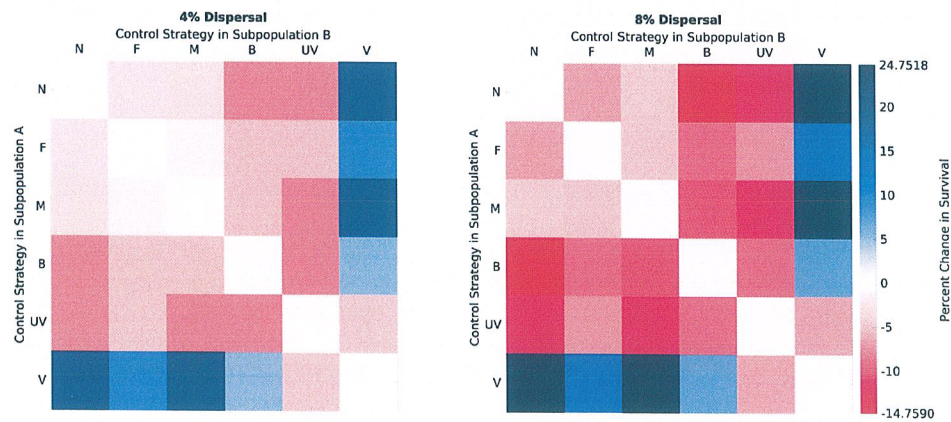 4% Dispersal
Control Strategy in Subpopulation B
N F M B UV V
Control Strategy in Subpopulation A
N
F
M
B
UV
V
8% Dispersal
Control Strategy in Subpopulation B
N F M B UV V
Control Strategy in Subpopulation A
N
F
M
B
UV
V
24.7518
20
15
10
5
0
-5
-10
-14.7590
Percent Change in Survival